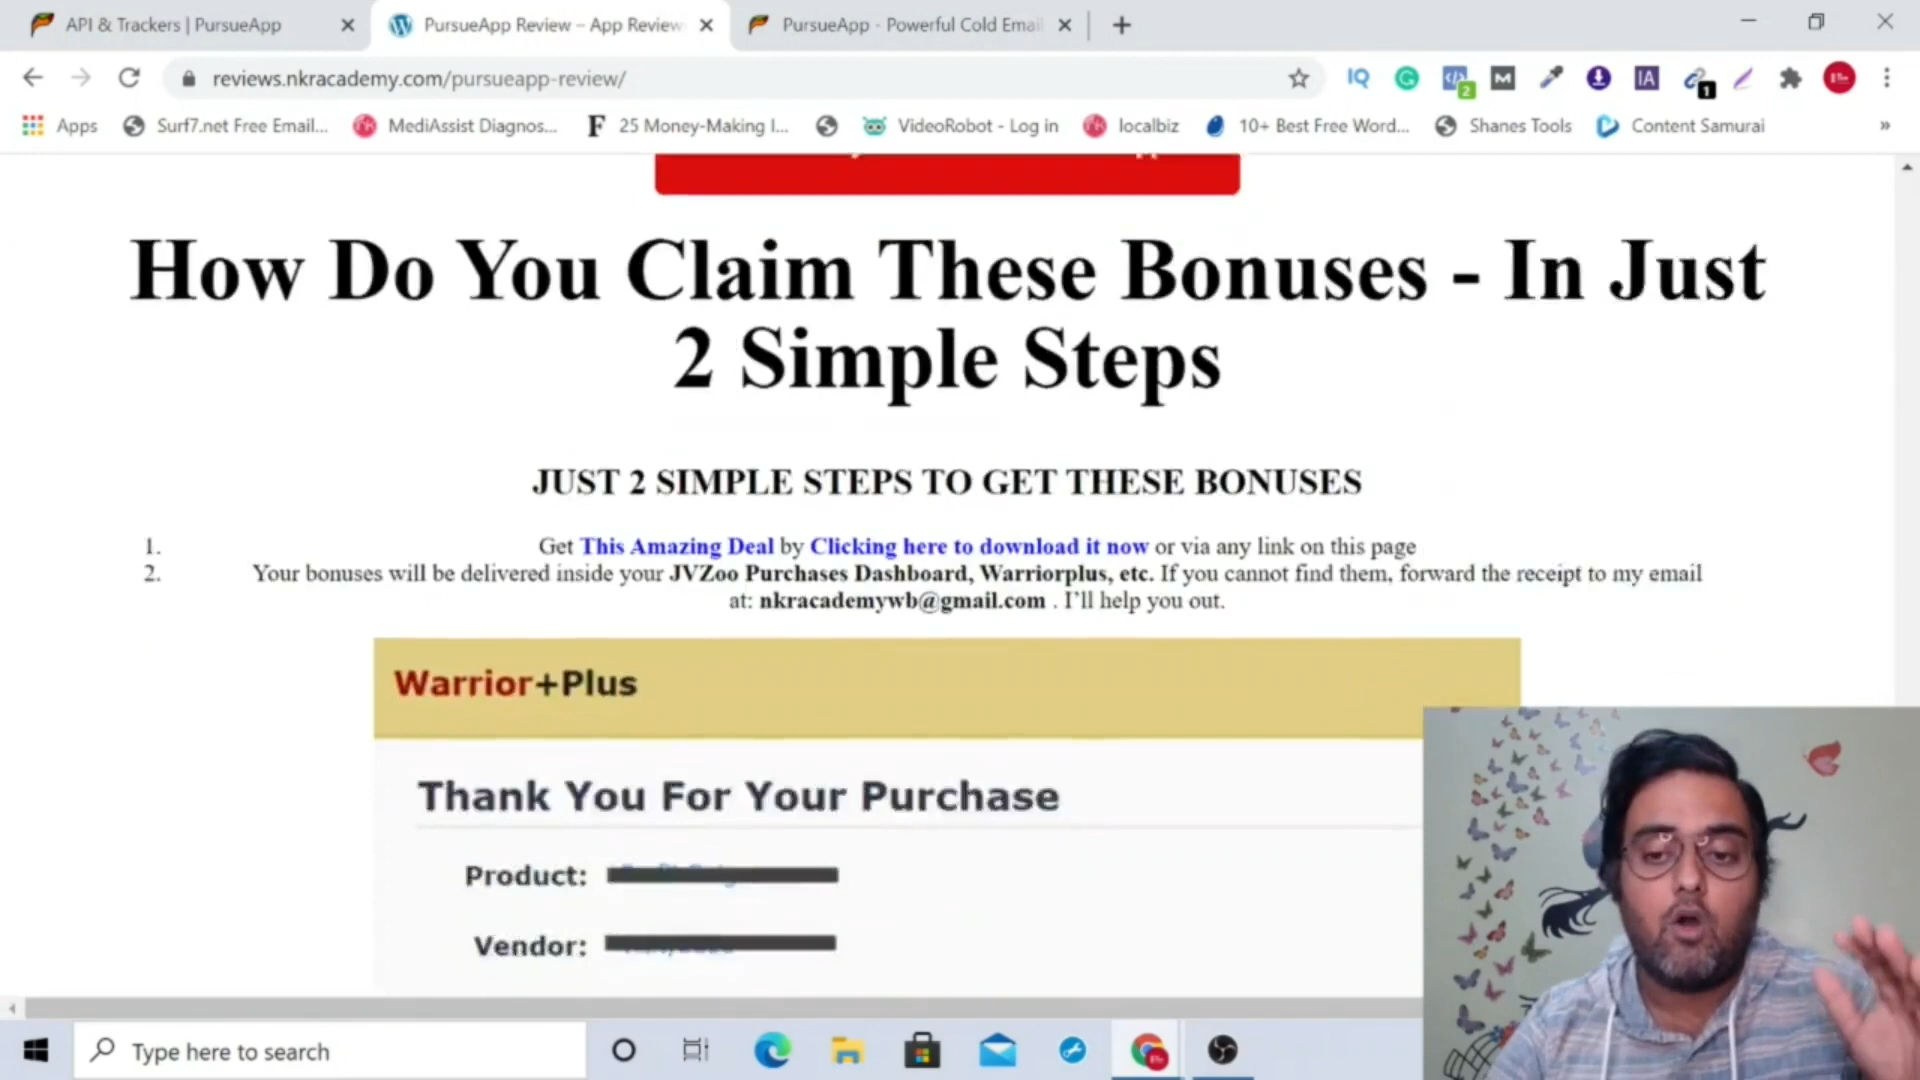 API & Trackers | PursueApp
PursueApp Review – App Review
PursueApp - Powerful Cold Emai
reviews.nkracademy.com/pursueapp-review/
IQ
2
M
IA
1
Apps
Surf7.net Free Email...
MediAssist Diagnos...
25 Money-Making I...
VideoRobot - Log in
localbiz
10+ Best Free Word...
Shanes Tools
Content Samurai
»
How Do You Claim These Bonuses - In Just
2 Simple Steps
JUST 2 SIMPLE STEPS TO GET THESE BONUSES
1. Get This Amazing Deal by Clicking here to download it now or via any link on this page
2. Your bonuses will be delivered inside your JVZoo Purchases Dashboard, Warriorplus, etc. If you cannot find them, forward the receipt to my email
at: nkracademywb@gmail.com . I'll help you out.
Warrior+Plus
Thank You For Your Purchase
Product:
Vendor:
Type here to search